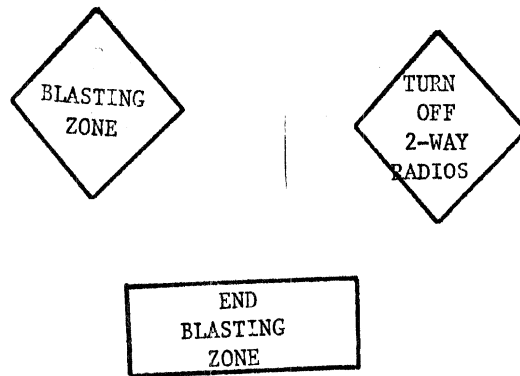 BLASTING
ZONE
TURN
OFF
2-WAY
RADIOS
END
BLASTING
ZONE